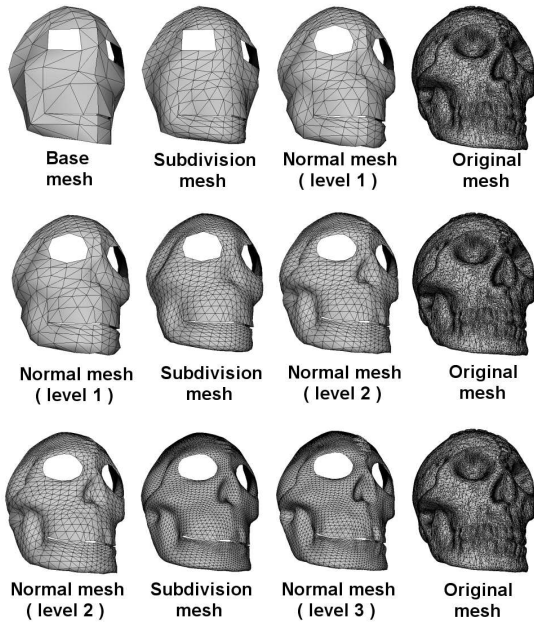 Base mesh
Subdivision mesh
Normal mesh ( level 1 )
Original mesh
Normal mesh ( level 1 )
Subdivision mesh
Normal mesh ( level 2 )
Original mesh
Normal mesh ( level 2 )
Subdivision mesh
Normal mesh ( level 3 )
Original mesh